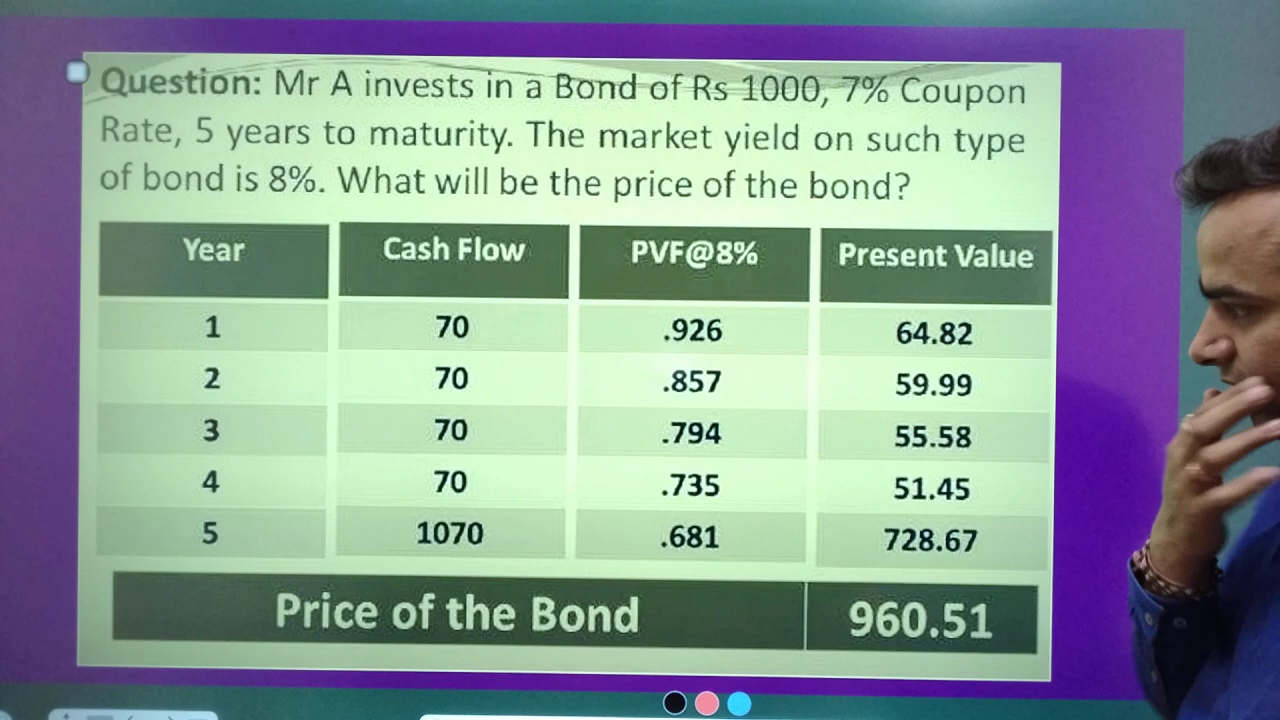 Question: Mr A invests in a Bond of Rs 1000, 7% Coupon
Rate, 5 years to maturity. The market yield on such type
of bond is 8%. What will be the price of the bond?
Year Cash Flow PVF@8% Present Value
1 70 .926 64.82
2 70 .857 59.99
3 70 .794 55.58
4 70 .735 51.45
5 1070 .681 728.67
Price of the Bond 960.51